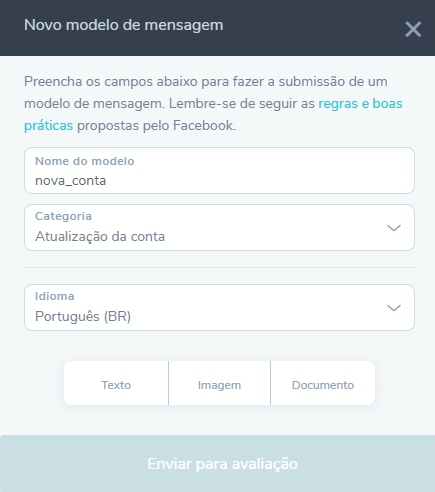 Novo modelo de mensagem
Preencha os campos abaixo para fazer a submissão de um
modelo de mensagem. Lembre-se de seguir as regras e boas
práticas propostas pelo Facebook.
Nome do modelo
nova_conta
Categoria
Atualização da conta
Idioma
Português (BR)
Texto Imagem Documento
Enviar para avaliação